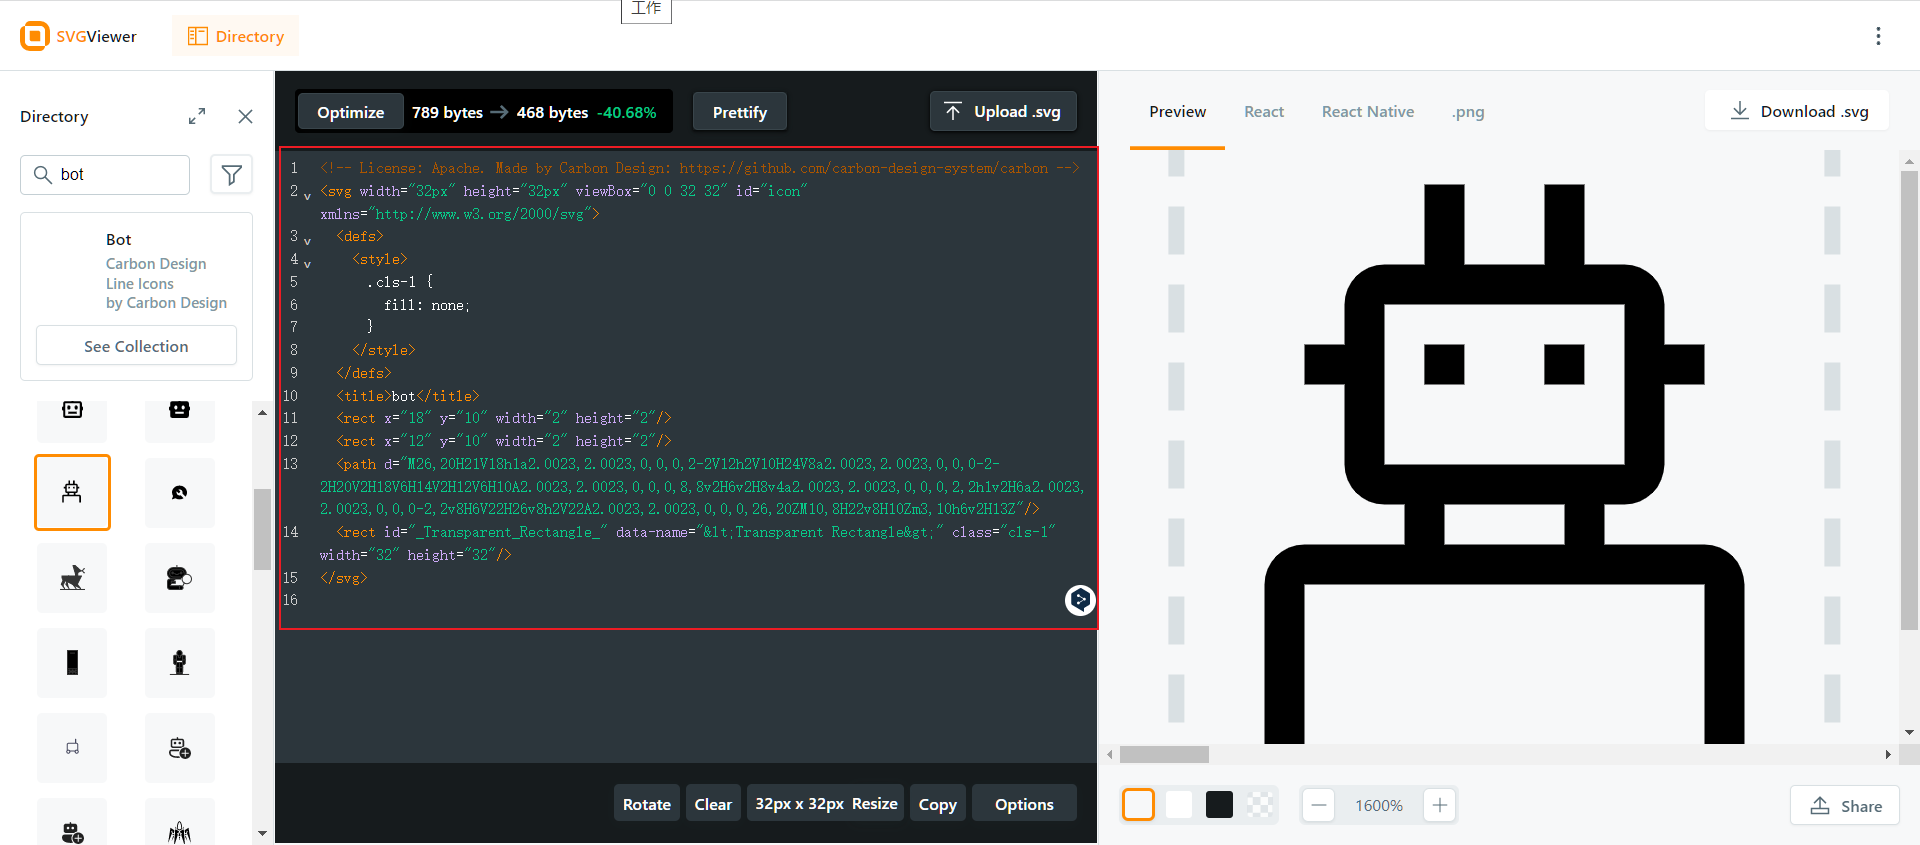 工作
SVGViewer
Directory
Directory
bot
Bot
Carbon Design
Line Icons
by Carbon Design
See Collection
Optimize
789 bytes → 468 bytes -40.68%
Prettify
Upload .svg
1 <!-- License: Apache. Made by Carbon Design: https://github.com/carbon-design-system/carbon -->
2 <svg width="32px" height="32px" viewBox="0 0 32 32" id="icon"
xmlns="http://www.w3.org/2000/svg">
3 <defs>
4 <style>
5 .cls-1 {
6 fill: none;
7 }
8 </style>
9 </defs>
10 <title>bot</title>
11 <rect x="18" y="10" width="2" height="2"/>
12 <rect x="12" y="10" width="2" height="2"/>
13 <path d="M26,20H21V18h1a2.0023,2.0023,0,0,0,2-2V12h2V10H24V8a2.0023,2.0023,0,0,0-2-
2H20V2H18V6H14V2H12V6H10A2.0023,2.0023,0,0,0,8,8v2H6v2H8v4a2.0023,2.0023,0,0,0,2,2h1v2H6a2.0023,
2.0023,0,0,0-2,2v8H6V22H26v8h2V22A2.0023,2.0023,0,0,0,26,20ZM10,8H22v8H10Zm3,10h6v2H13Z"/>
14 <rect id="_Transparent_Rectangle_" data-name="&lt;Transparent Rectangle&gt;" class="cls-1"
width="32" height="32"/>
15 </svg>
16
Rotate
Clear
32px x 32px Resize
Copy
Options
Preview
React
React Native
.png
Download .svg
1600%
Share